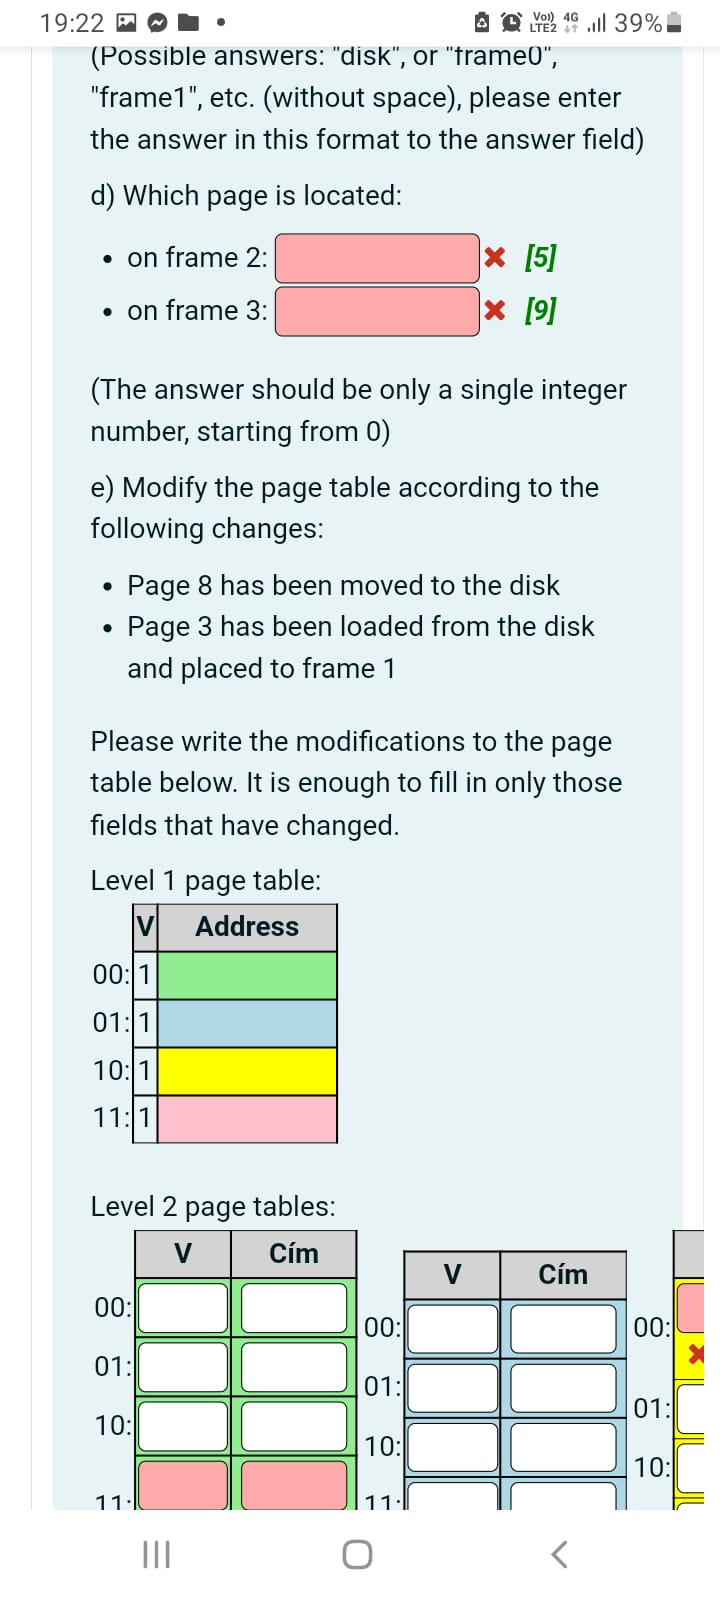 19:22
Vo)) 4G
LTE2
39%
(Possible answers: "disk", or "frame0",
"frame1", etc. (without space), please enter
the answer in this format to the answer field)
d) Which page is located:
• on frame 2: [5]
• on frame 3: [9]
(The answer should be only a single integer
number, starting from 0)
e) Modify the page table according to the
following changes:
• Page 8 has been moved to the disk
• Page 3 has been loaded from the disk
and placed to frame 1
Please write the modifications to the page
table below. It is enough to fill in only those
fields that have changed.
Level 1 page table:
V Address
00: 1
01: 1
10: 1
11: 1
Level 2 page tables:
V Cím
00:
01:
10:
11:
V Cím
00:
01:
10:
11:
00:
01:
10: